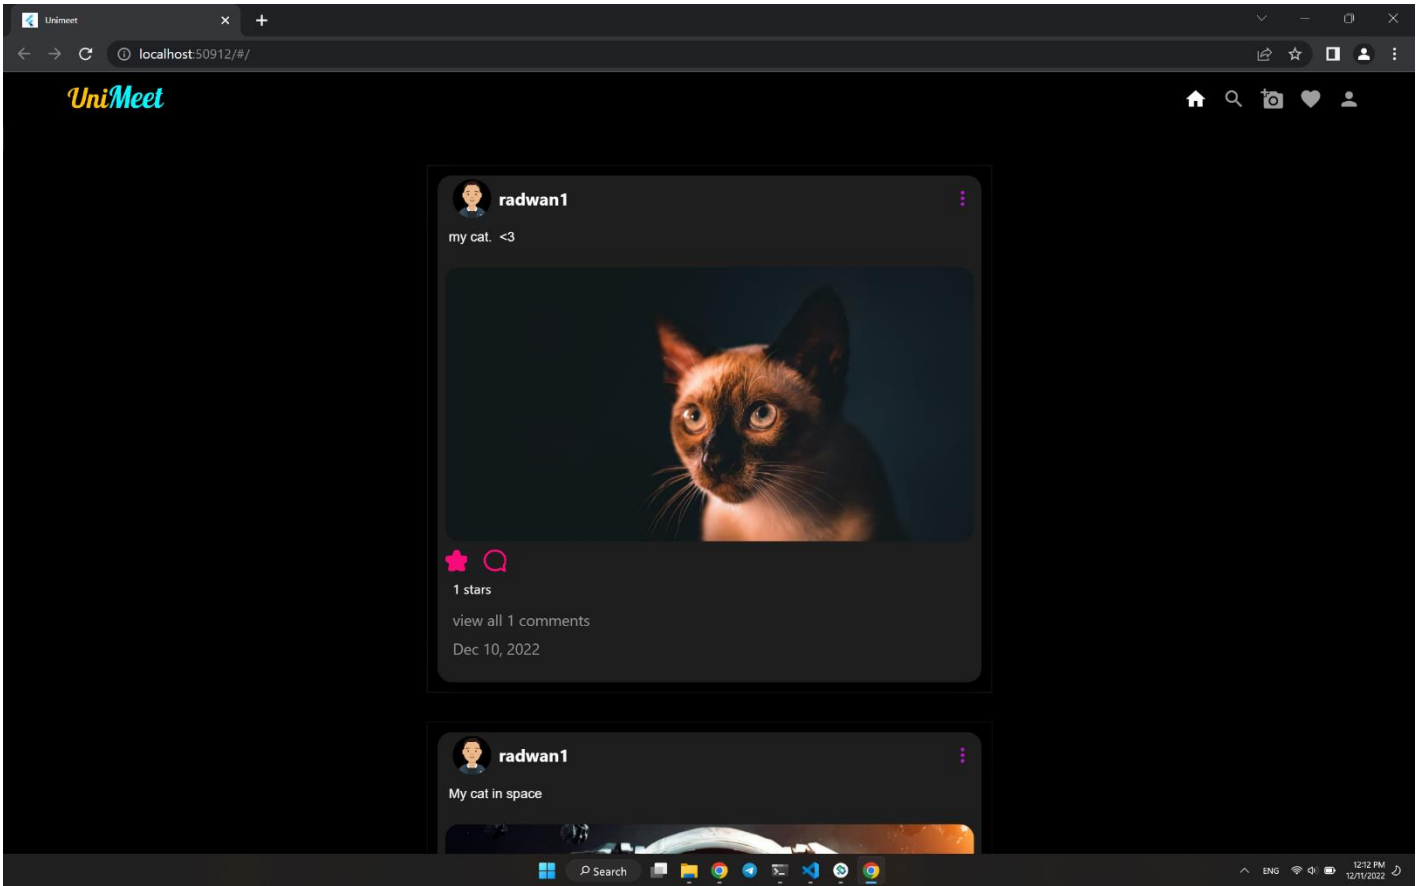 Unimeet
localhost:50912/#/
UniMeet
radwan1
my cat. <3
1 stars
view all 1 comments
Dec 10, 2022
radwan1
My cat in space
Search
ENG
12:12 PM
12/11/2022